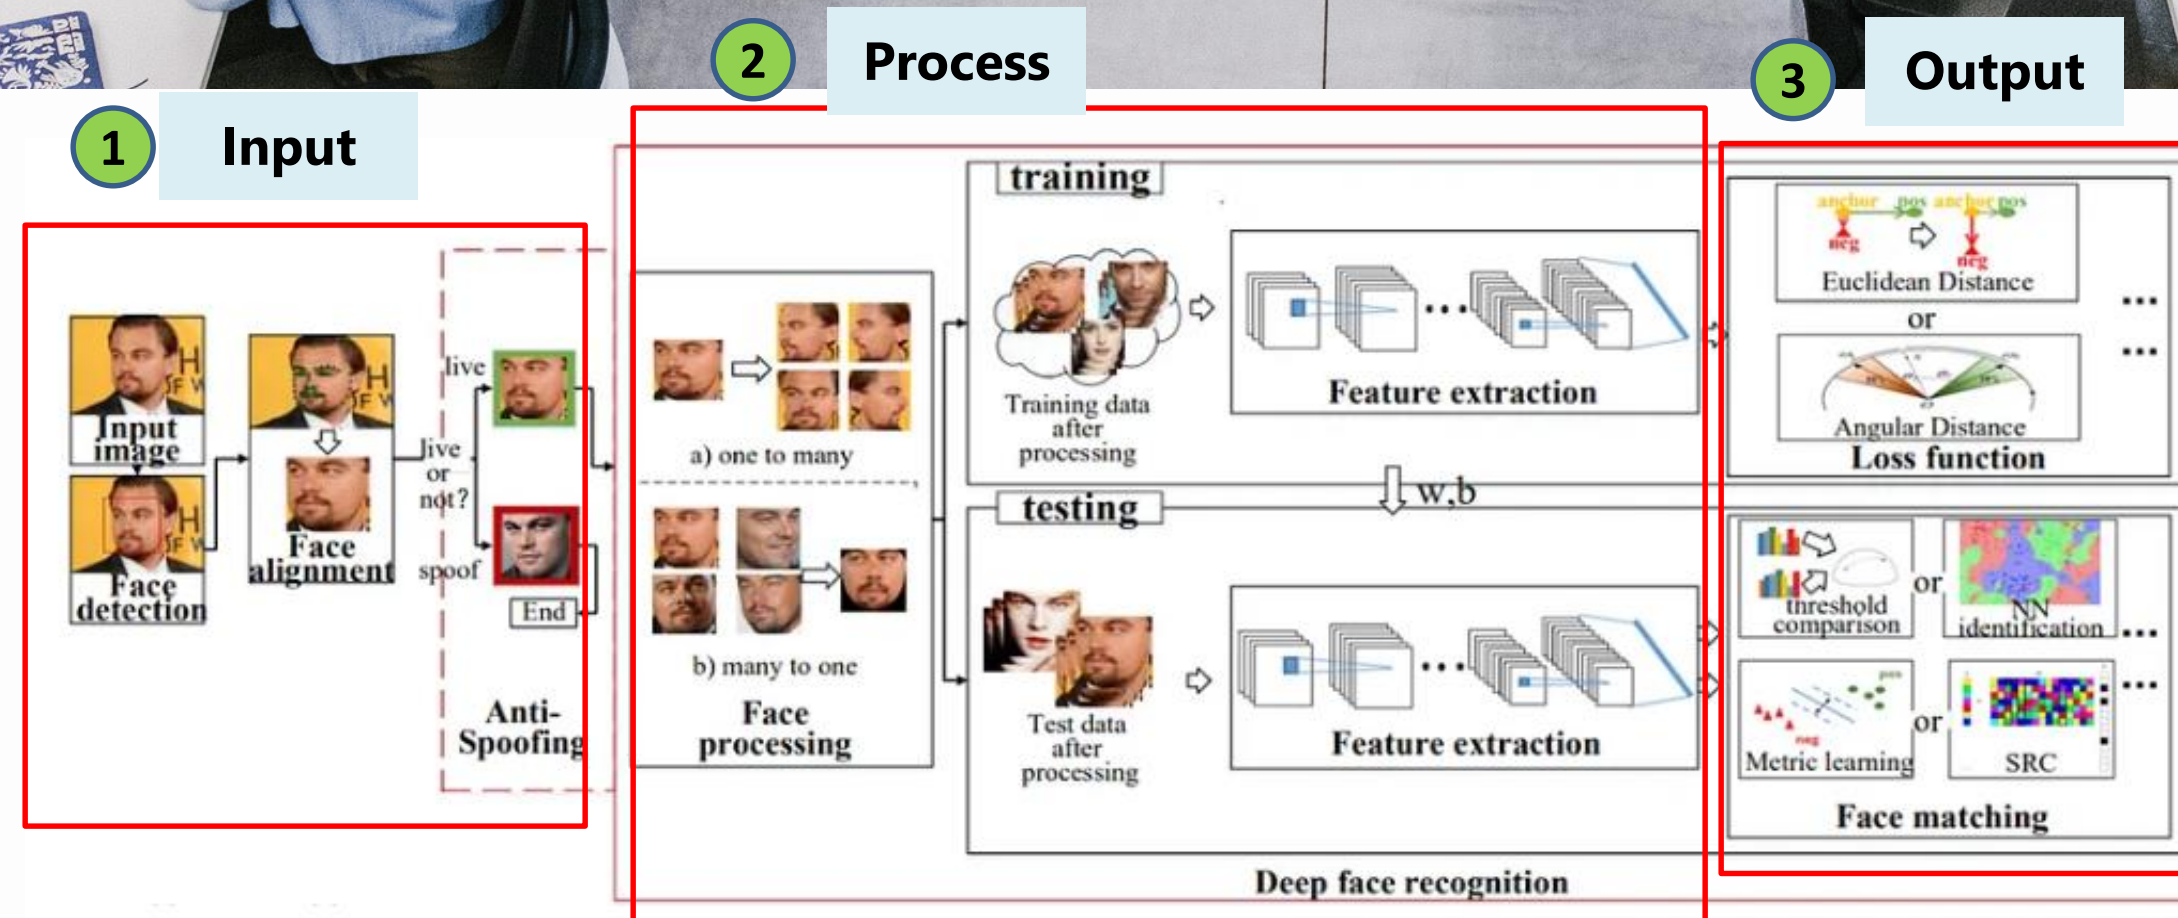 1
Input
2
Process
3
Output
Input
image
Face
detection
Face
alignment
live
or
not?
live
spoof
End
Anti-
Spoofing
a) one to many
b) many to one
Face
processing
training
Training data
after
processing
Feature extraction
w,b
testing
Test data
after
processing
Feature extraction
Deep face recognition
anchor pos anchor pos
neg
neg
Euclidean Distance
or
Angular Distance
Loss function
threshold
comparison
or
NN
identification
pos
neg
Metric learning
or
SRC
Face matching